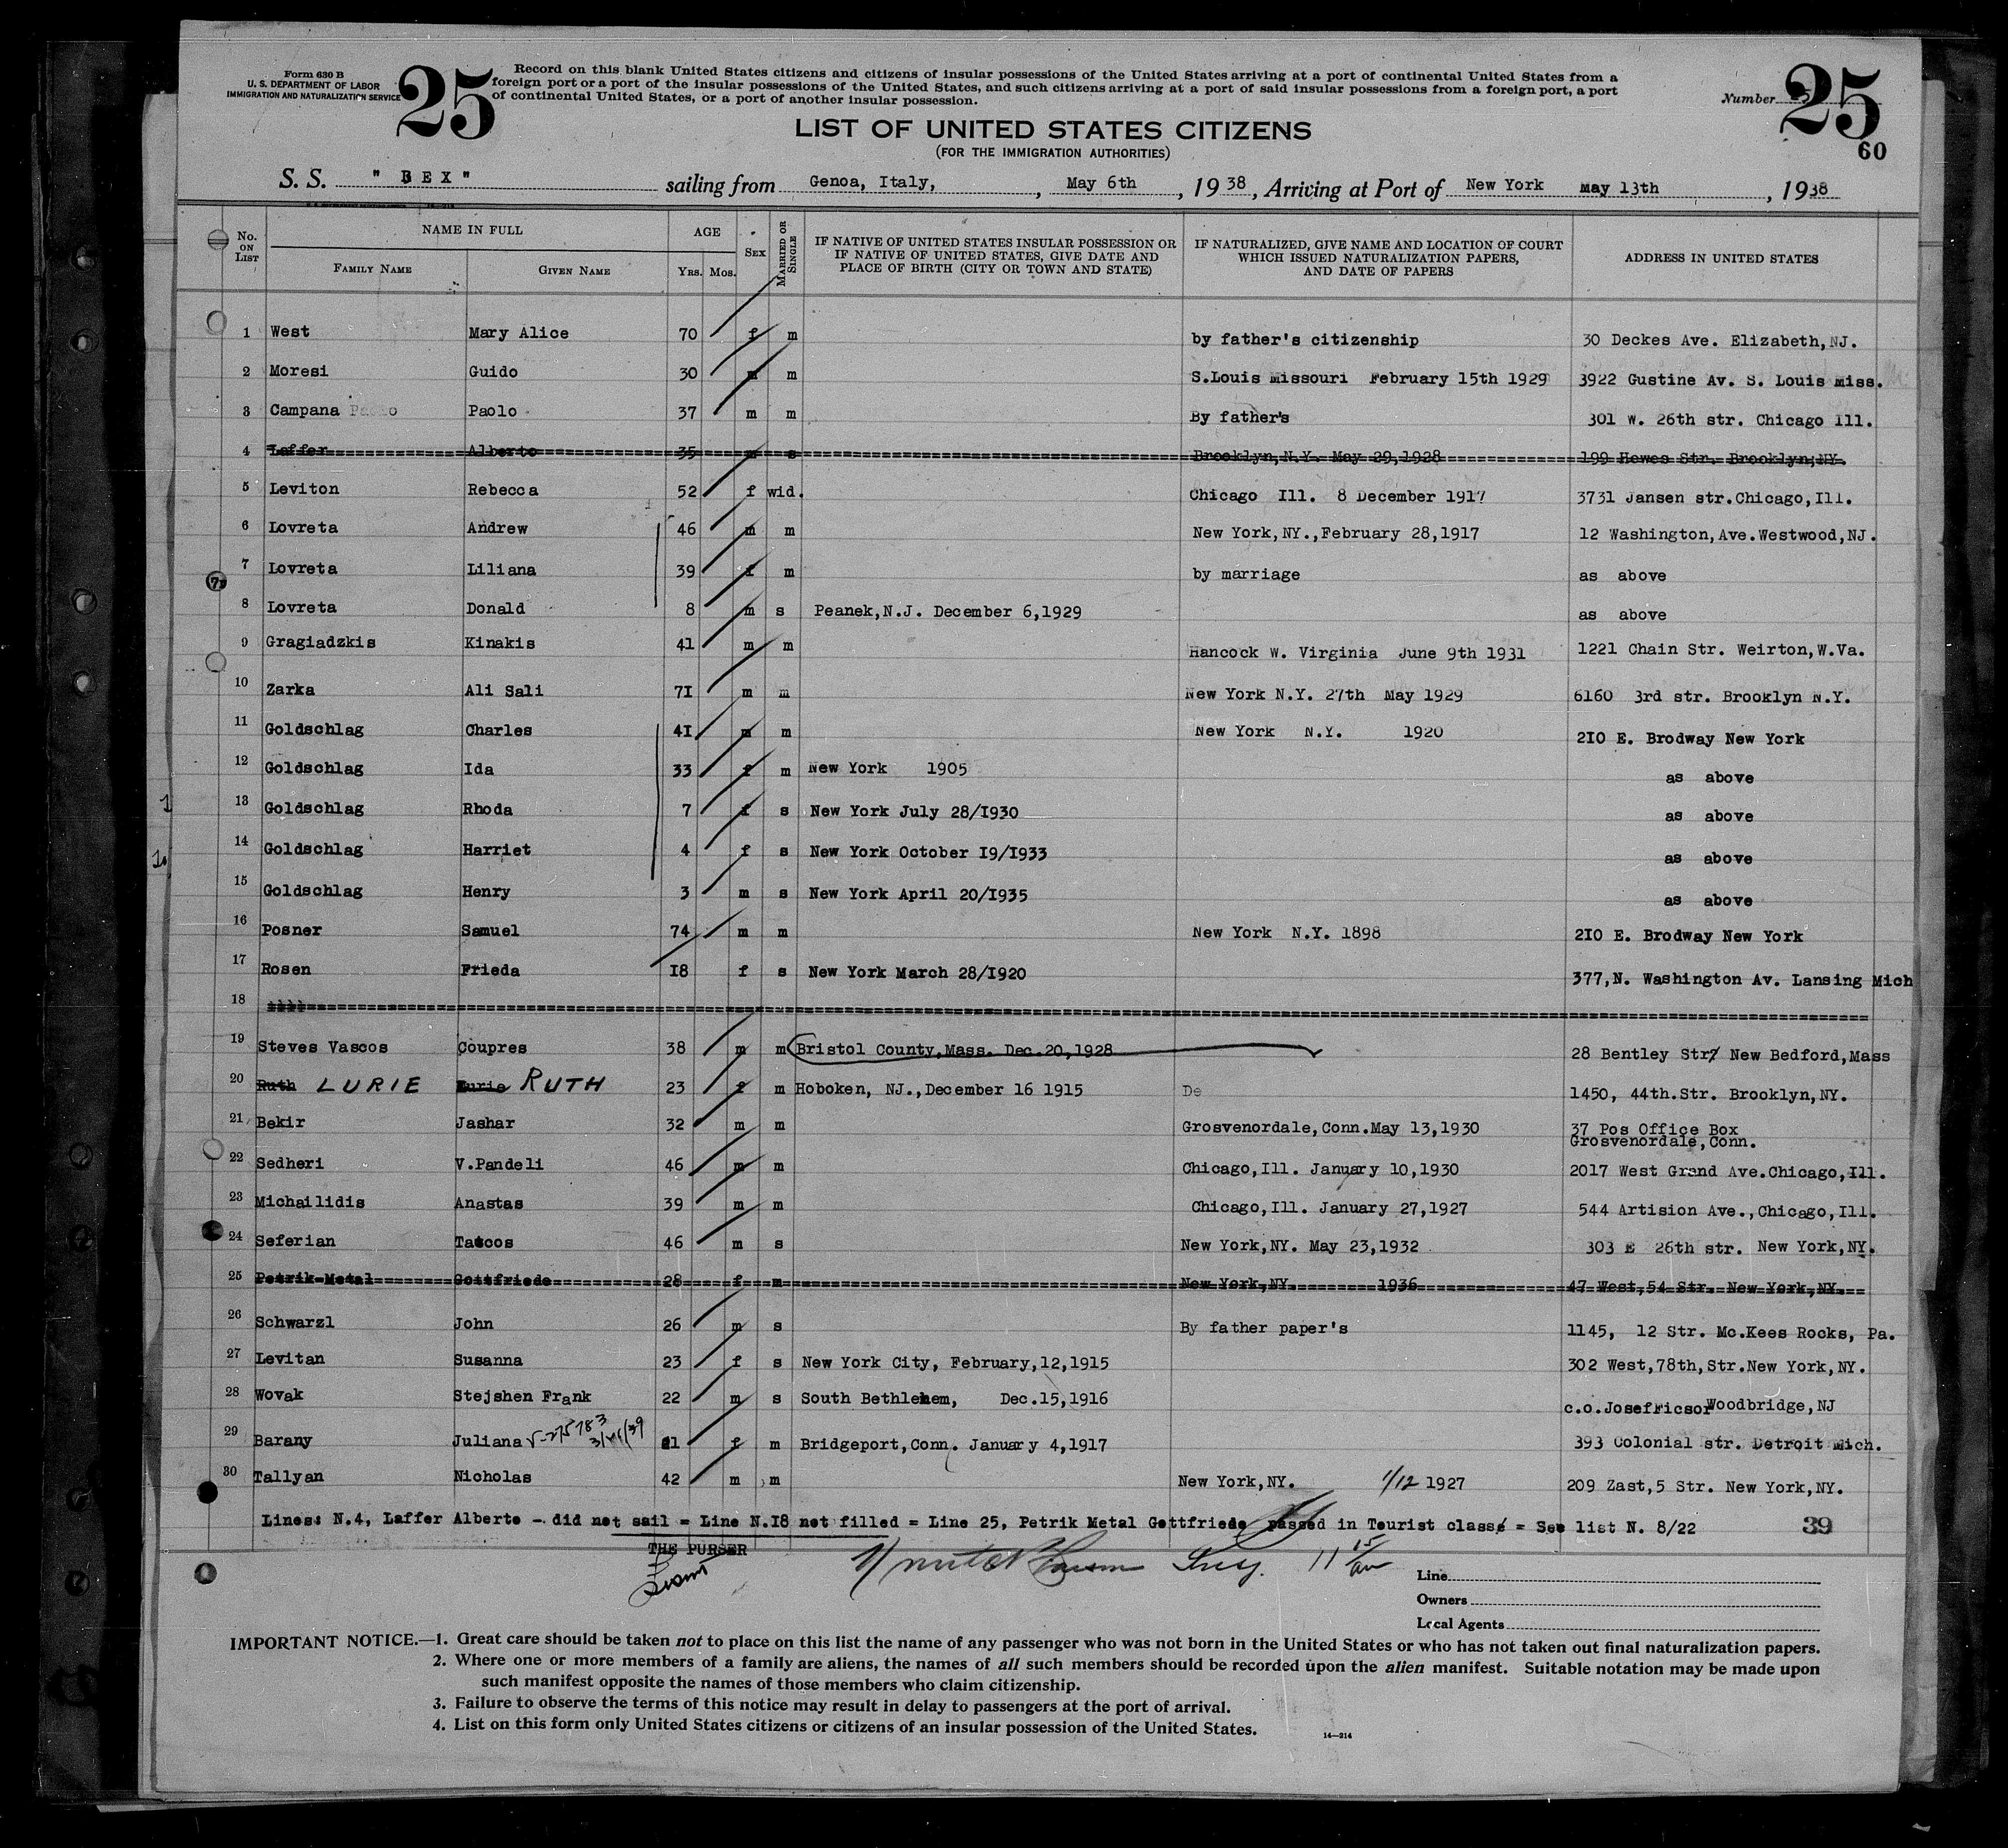 Form 630 B
U. S. DEPARTMENT OF LABOR
IMMIGRATION AND NATURALIZATION SERVICE
25
Record on this blank United States citizens and citizens of insular possessions of the United States arriving at a port of continental United States from a
foreign port or a port of the insular possessions of the United States, and such citizens arriving at a port of said insular possessions from a foreign port, a port
of continental United States, or a port of another insular possession.
Number 25
60
LIST OF UNITED STATES CITIZENS
(FOR THE IMMIGRATION AUTHORITIES)
S. S. " REX " sailing from Genoa, Italy, , May 6th , 1938, Arriving at Port of New York May 13th , 1938
No. ON LIST NAME IN FULL AGE SEX MARRIED OR SINGLE IF NATIVE OF UNITED STATES INSULAR POSSESSION OR IF NATIVE OF UNITED STATES, GIVE DATE AND PLACE OF BIRTH (CITY OR TOWN AND STATE) IF NATURALIZED, GIVE NAME AND LOCATION OF COURT WHICH ISSUED NATURALIZATION PAPERS, AND DATE OF PAPERS ADDRESS IN UNITED STATES
FAMILY NAME GIVEN NAME YRS. MOS.
1 West Mary Alice 70 f m by father's citizenship 30 Deckes Ave. Elizabeth,NJ.
2 Moresi Guido 30 m m S.Louis Missouri February 15th 1929 3922 Gustine Av. S. Louis miss.
3 Campana Paolo 37 m m By father's 301 W. 26th str. Chicago Ill.
4 Laffer Alberto 35 m s Brooklyn,N.Y. May 29,1928 199 Hewes Str. Brooklyn,NY.
5 Leviton Rebecca 52 f wid. Chicago Ill. 8 December 1917 3731 Jansen str.Chicago,Ill.
6 Lovreta Andrew 46 m m New York,NY.,February 28,1917 12 Washington,Ave.Westwood,NJ.
7 Lovreta Liliana 39 f m by marriage as above
8 Lovreta Donald 8 m s Peanek,N.J. December 6,1929 as above
9 Gragiadzkis Kinakis 41 m m Hancock W. Virginia June 9th 1931 1221 Chain Str. Weirton,W.Va.
10 Zarka Ali Sali 7I m m New York N.Y. 27th May 1929 6160 3rd str. Brooklyn N.Y.
11 Goldschlag Charles 4I m m New York N.Y. 1920 2I0 E. Brodway New York
12 Goldschlag Ida 33 f m New York 1905 as above
13 Goldschlag Rhoda 7 f s New York July 28/I930 as above
14 Goldschlag Harriet 4 f s New York October I9/I933 as above
15 Goldschlag Henry 3 m s New York April 20/I935 as above
16 Posner Samuel 74 m m New York N.Y. 1898 2I0 E. Brodway New York
17 Rosen Frieda I8 f s New York March 28/I920 377,N. Washington Av. Lansing Mich
18
19 Steves Vascos Coupres 38 m m Bristol County,Mass. Dec.20,1928 28 Bentley Str, New Bedford,Mass
20 Ruth LURIE Lurie RUTH 23 f m Hoboken, NJ.,December 16 1915 De 1450, 44th.Str. Brooklyn,NY.
21 Bekir Jashar 32 m m Grosvenordale,Conn.May 13,1930 37 Pos Office Box
Grosvenordale,Conn.
22 Sedheri V.Pandeli 46 m m Chicago,Ill. January 10,1930 2017 West Grand Ave.Chicago,Ill.
23 Michailidis Anastas 39 m m Chicago,Ill. January 27,1927 544 Artision Ave.,Chicago,Ill.
24 Seferian Tatoos 46 m s New York,NY. May 23,1932 303 E 26th str. New York,NY.
25 Petrik-Metal Gottfriede 28 f m New York,NY. 1936 47 West,54 Str. New York,NY.
26 Schwarzl John 26 m s By father paper's 1145, 12 Str. Mc.Kees Rocks, Pa.
27 Levitan Susanna 23 f s New York City, February,12,1915 302 West,78th,Str.New York,NY.
28 Wovak Stejshen Frank 22 m s South Bethlehem, Dec.15,1916 c.o.Josef Ficsor Woodbridge,NJ
29 Barany Juliana 21 f m Bridgeport,Conn. January 4,1917 393 Colonial str. Detroit Mich.
30 Tallyan Nicholas 42 m m New York,NY. 1/12 1927 209 Zast,5 Str. New York,NY.
Lines: N.4, Laffer Alberto - did not sail = Line N.I8 not filled = Line 25, Petrik Metal Gottfriede passed in Tourist classe = See list N. 8/22
39
THE PURSER
Line
Owners
Local Agents
IMPORTANT NOTICE.—1. Great care should be taken not to place on this list the name of any passenger who was not born in the United States or who has not taken out final naturalization papers.
2. Where one or more members of a family are aliens, the names of all such members should be recorded upon the alien manifest. Suitable notation may be made upon
such manifest opposite the names of those members who claim citizenship.
3. Failure to observe the terms of this notice may result in delay to passengers at the port of arrival.
4. List on this form only United States citizens or citizens of an insular possession of the United States.
14—214